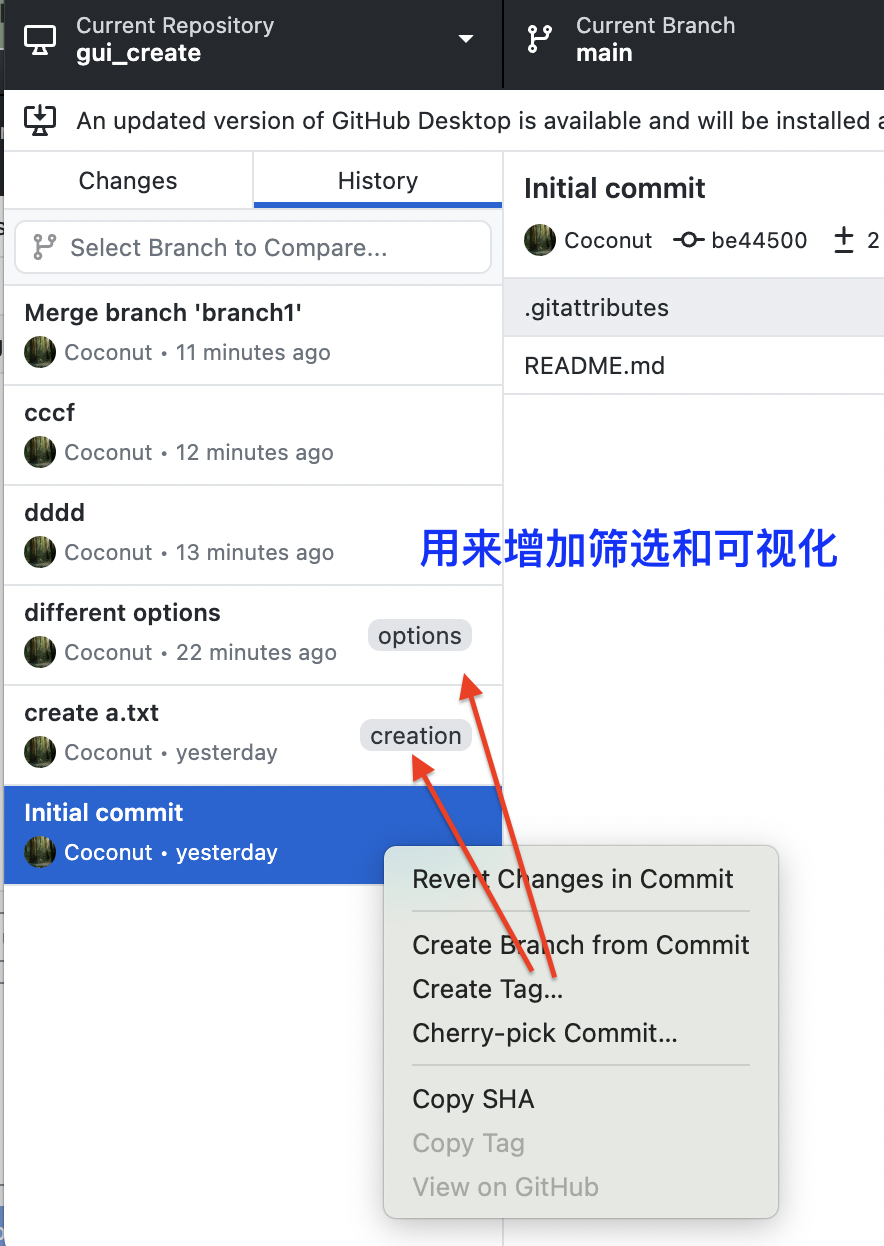 Current Repository
gui_create
Current Branch
main
An updated version of GitHub Desktop is available and will be installed
Changes
History
Select Branch to Compare...
Merge branch 'branch1'
Coconut • 11 minutes ago
cccf
Coconut • 12 minutes ago
dddd
Coconut • 13 minutes ago
different options
Coconut • 22 minutes ago
options
create a.txt
Coconut • yesterday
creation
Initial commit
Coconut • yesterday
Initial commit
Coconut
be44500
2
.gitattributes
README.md
用来增加筛选和可视化
Revert Changes in Commit
Create Branch from Commit
Create Tag…
Cherry-pick Commit…
Copy SHA
Copy Tag
View on GitHub